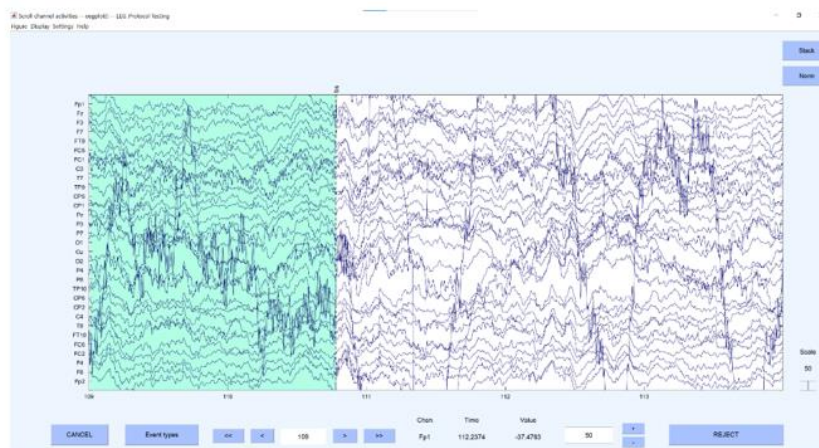 Scroll channel activities -- eegplot() -- EEG Protocol Testing
Figure Display Settings Help
Stack
Norm
Fp1
Fz
F3
F7
FT9
FC5
FC1
C3
T7
TP9
CP5
CP1
Pz
P3
P7
O1
Oz
O2
P4
P8
TP10
CP6
CP2
C4
T8
FT10
FC6
FC2
F4
F8
Fp2
109 110 111 112 113
Scale
50
Chan. Time Value
CANCEL Event types << < 109 > >> Fp1 112.2374 -37.4783 50 + - REJECT